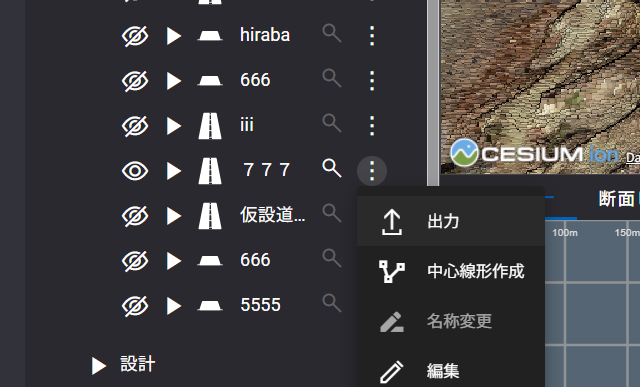 hiraba
666
iii
７７７
仮設道...
666
5555
設計
出力
中心線形作成
名称変更
編集
CESIUM ion
Da
断面
100m
150m